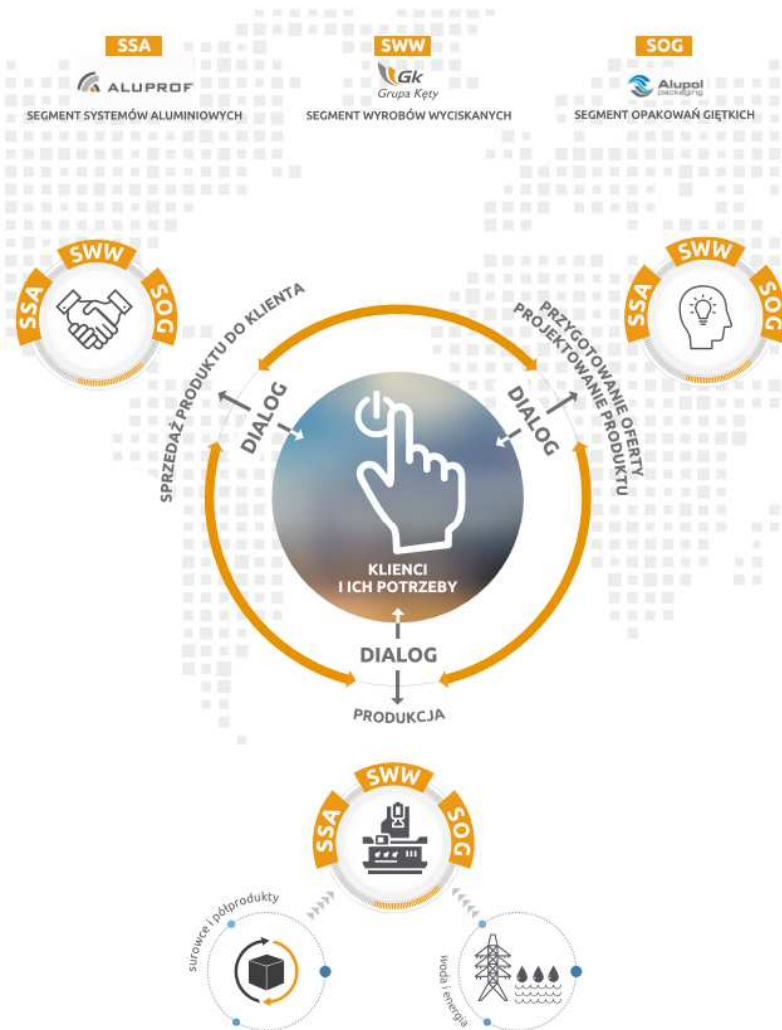 SSA
SWW
SOG
ALUPROF
Gk
Grupa Kęty
Alupol
packaging
SEGMENT SYSTEMÓW ALUMINIOWYCH
SEGMENT WYROBÓW WYCISKANYCH
SEGMENT OPAKOWAŃ GIĘTKICH
SSA
SWW
SOG
SSA
SWW
SOG
SPRZEDAŻ PRODUKTU DO KLIENTA
DIALOG
DIALOG
PRZYGOTOWANIE OFERTY
PROJEKTOWANIE PRODUKTU
KLIENCI
I ICH POTRZEBY
DIALOG
PRODUKCJA
SSA
SWW
SOG
surowce i półprodukty
woda i energia